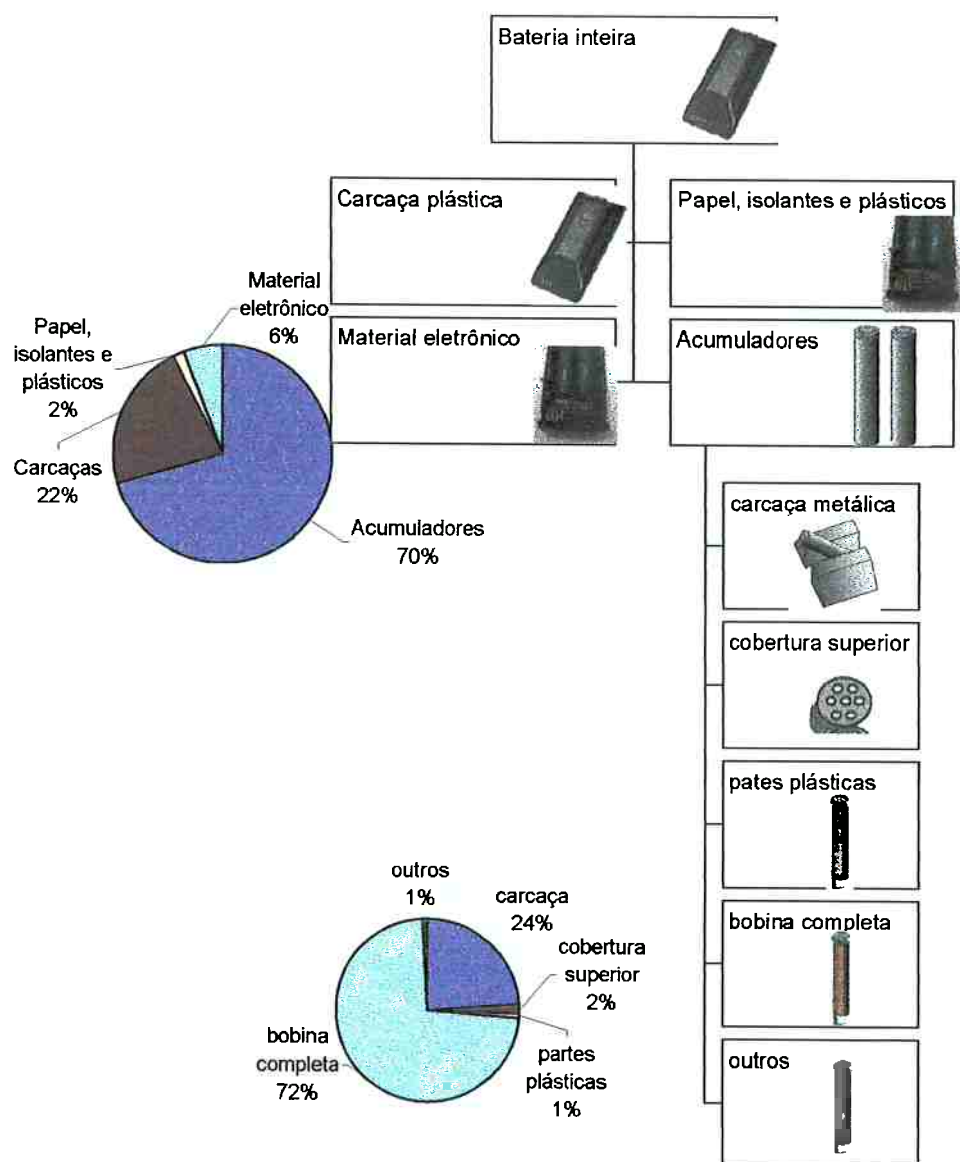 Bateria inteira
Carcaça plástica
Papel, isolantes e plásticos
Material eletrônico
Acumuladores
Material
eletrônico
6%
Papel,
isolantes e
plásticos
2%
Carcaças
22%
Acumuladores
70%
carcaça metálica
cobertura superior
pates plásticas
bobina completa
outros
outros
1%
carcaça
24%
cobertura
superior
2%
partes
plásticas
1%
bobina
completa
72%